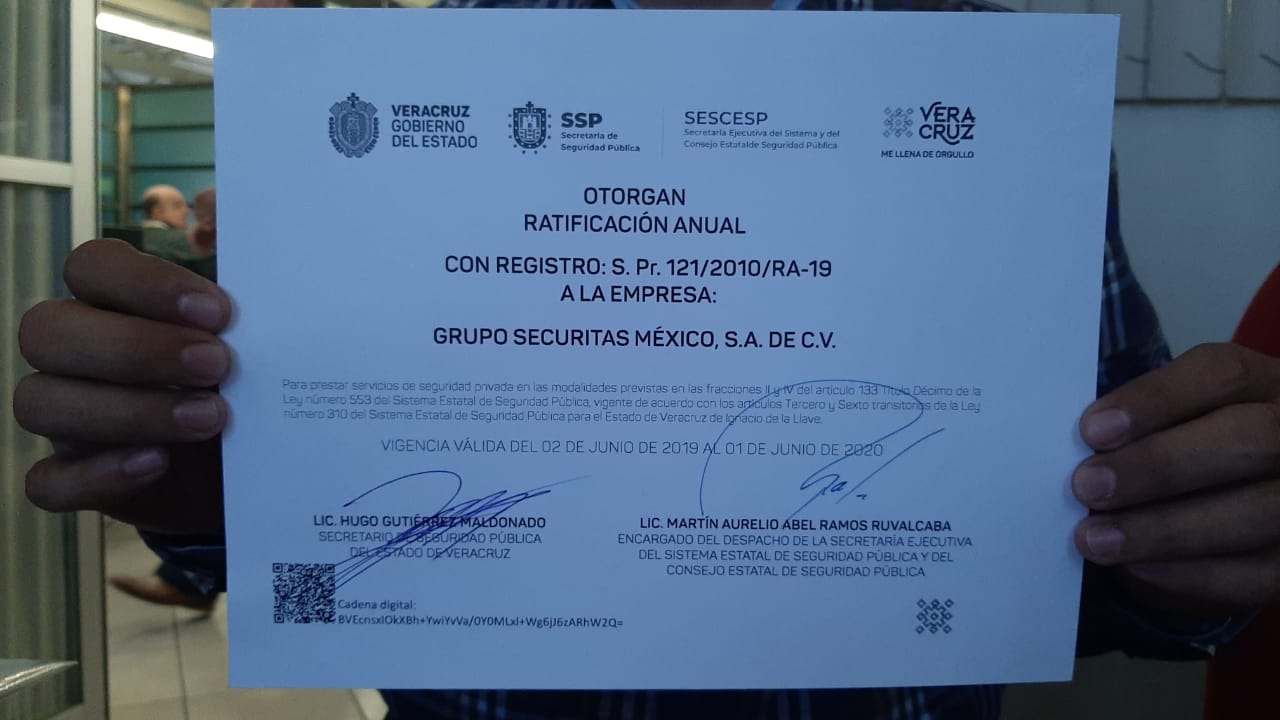 VERACRUZ
GOBIERNO
DEL ESTADO
SSP
Secretaría de
Seguridad Pública
SESCESP
Secretaría Ejecutiva del Sistema y del
Consejo Estatalde Seguridad Pública
VERA
CRUZ
ME LLENA DE ORGULLO
OTORGAN
RATIFICACIÓN ANUAL
CON REGISTRO: S. Pr. 121/2010/RA-19
A LA EMPRESA:
GRUPO SECURITAS MÉXICO, S.A. DE C.V.
Para prestar servicios de seguridad privada en las modalidades previstas en las fracciones II y IV del artículo 133 Título Décimo de la
Ley número 553 del Sistema Estatal de Seguridad Pública, vigente de acuerdo con los artículos Tercero y Sexto transitorios de la Ley
número 310 del Sistema Estatal de Seguridad Pública para el Estado de Veracruz de Ignacio de la Llave.
VIGENCIA VÁLIDA DEL 02 DE JUNIO DE 2019 AL 01 DE JUNIO DE 2020
LIC. HUGO GUTIÉRREZ MALDONADO
SECRETARIO DE SEGURIDAD PÚBLICA
DEL ESTADO DE VERACRUZ
LIC. MARTÍN AURELIO ABEL RAMOS RUVALCABA
ENCARGADO DEL DESPACHO DE LA SECRETARÍA EJECUTIVA
DEL SISTEMA ESTATAL DE SEGURIDAD PÚBLICA Y DEL
CONSEJO ESTATAL DE SEGURIDAD PÚBLICA
Cadena digital:
BVEcnsxIOkXBh+YwiYvVa/0Y0MLxI+Wg6jJ6zARhW2Q=